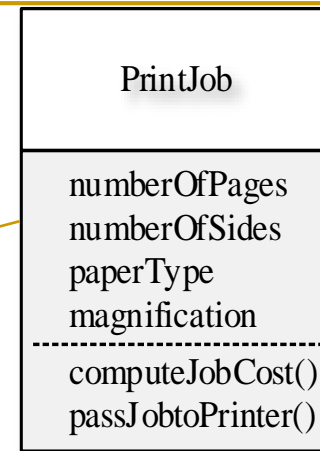 PrintJob
numberOfPages
numberOfSides
paperType
magnification
computeJobCost()
passJobtoPrinter()